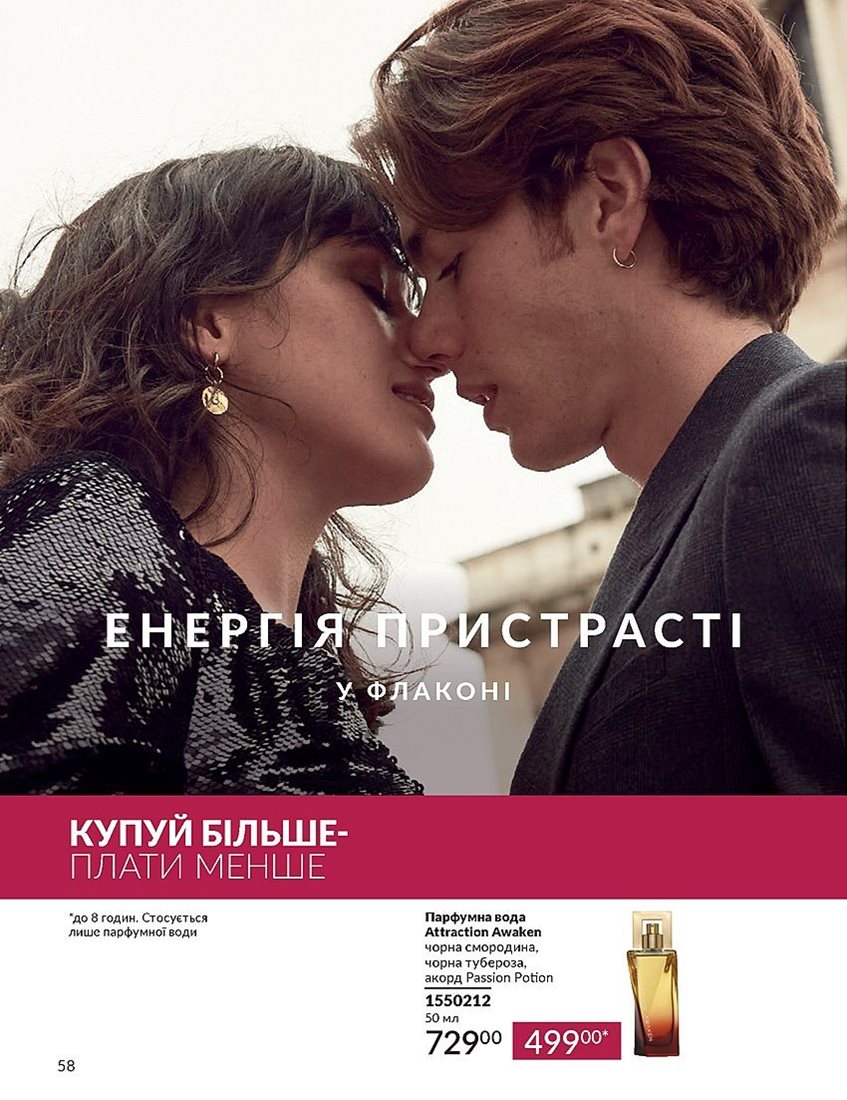 ЕНЕРГІЯ ПРИСТРАСТІ
У ФЛАКОНІ
КУПУЙ БІЛЬШЕ-
ПЛАТИ МЕНШЕ
*до 8 годин. Стосується
лише парфумної води
Парфумна вода
Attraction Awaken
чорна смородина,
чорна тубероза,
акорд Passion Potion
1550212
50 мл
729⁰⁰ 499⁰⁰*
AWAKEN
58